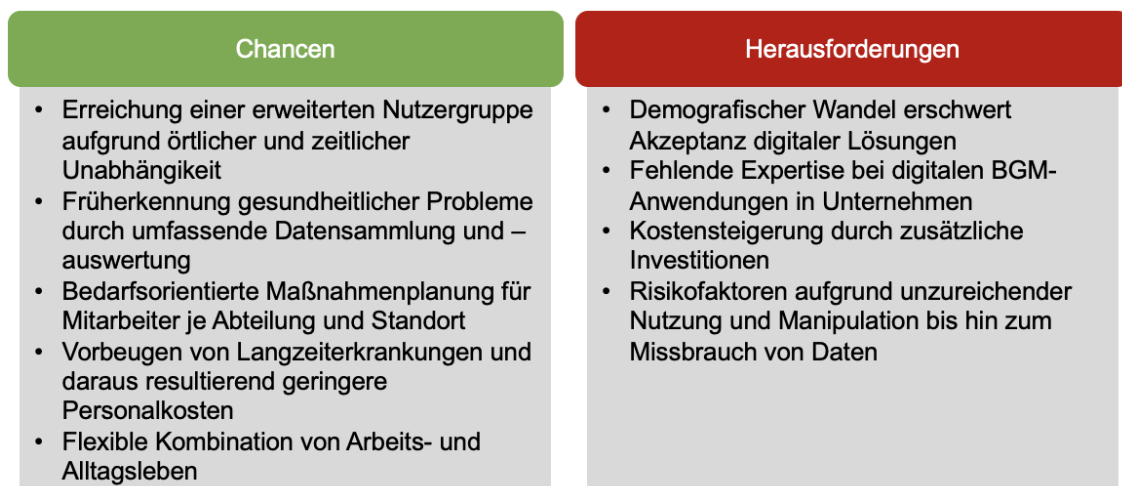 Chancen
• Erreichung einer erweiterten Nutzergruppe
aufgrund örtlicher und zeitlicher
Unabhängigkeit
• Früherkennung gesundheitlicher Probleme
durch umfassende Datensammlung und –
auswertung
• Bedarfsorientierte Maßnahmenplanung für
Mitarbeiter je Abteilung und Standort
• Vorbeugen von Langzeiterkrankungen und
daraus resultierend geringere
Personalkosten
• Flexible Kombination von Arbeits- und
Alltagsleben
Herausforderungen
• Demografischer Wandel erschwert
Akzeptanz digitaler Lösungen
• Fehlende Expertise bei digitalen BGM-
Anwendungen in Unternehmen
• Kostensteigerung durch zusätzliche
Investitionen
• Risikofaktoren aufgrund unzureichender
Nutzung und Manipulation bis hin zum
Missbrauch von Daten